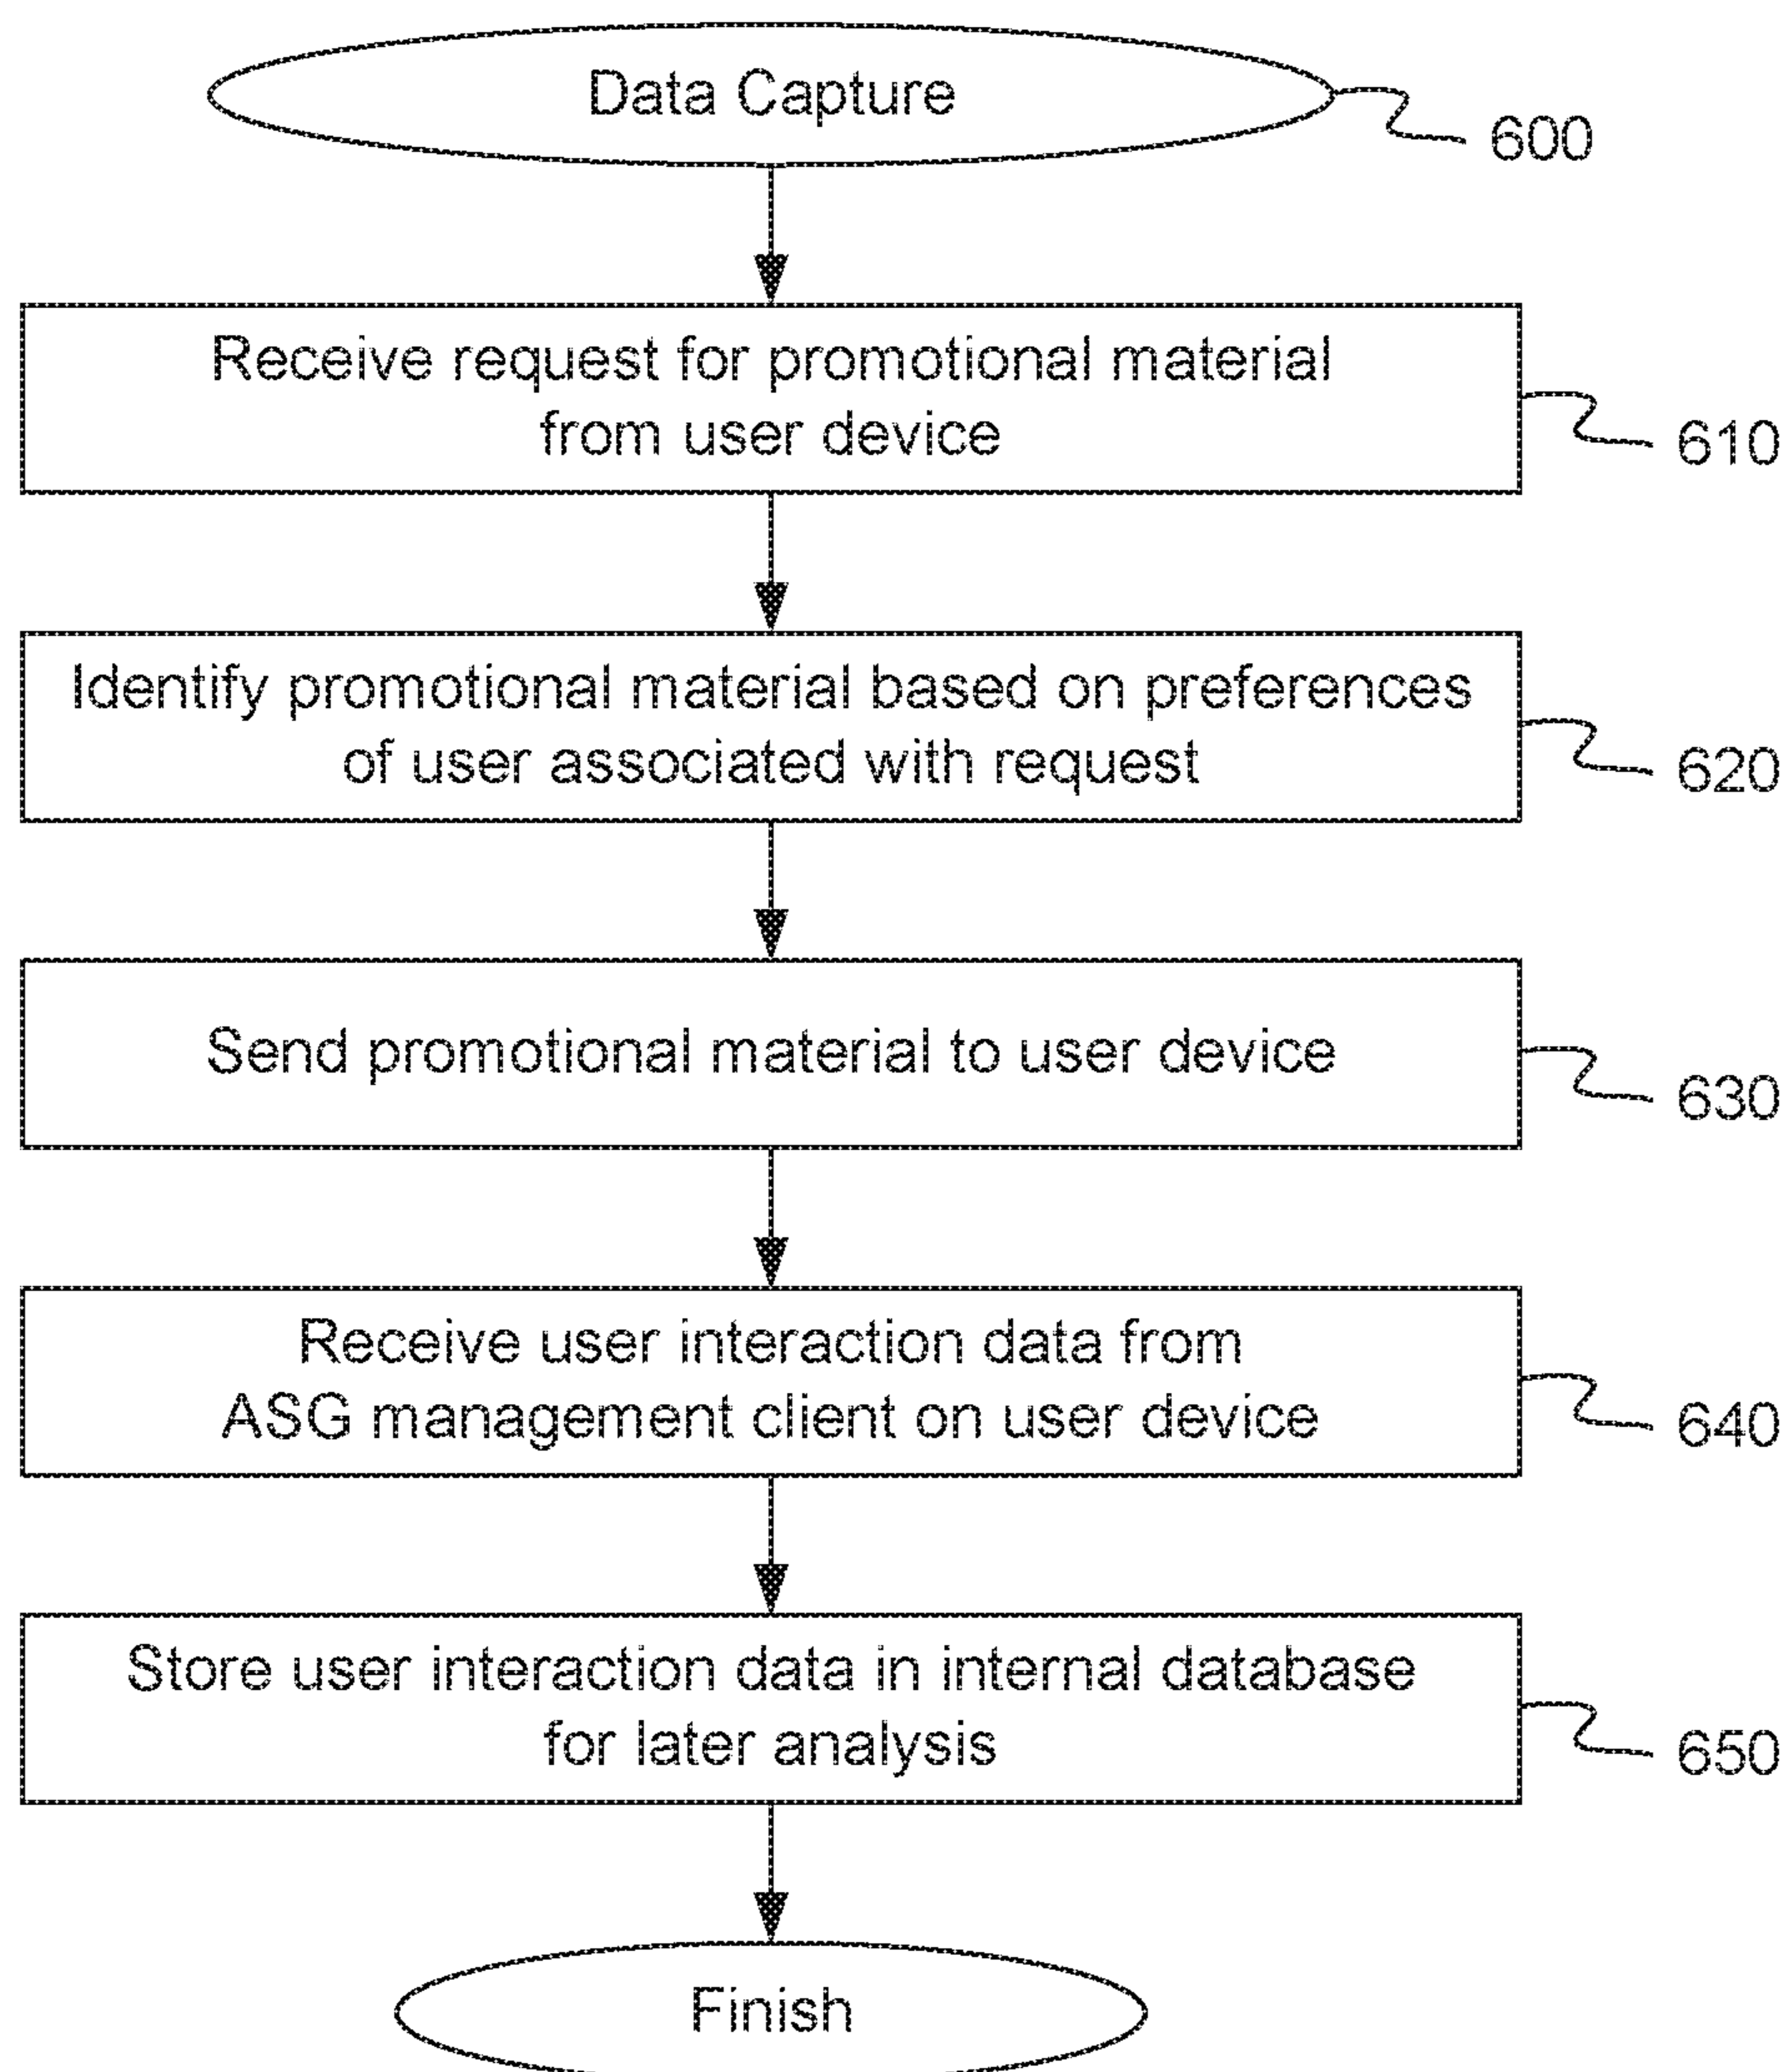 Data Capture
600
Receive request for promotional material
from user device
610
Identify promotional material based on preferences
of user associated with request
620
Send promotional material to user device
630
Receive user interaction data from
ASG management client on user device
640
Store user interaction data in internal database
for later analysis
650
Finish